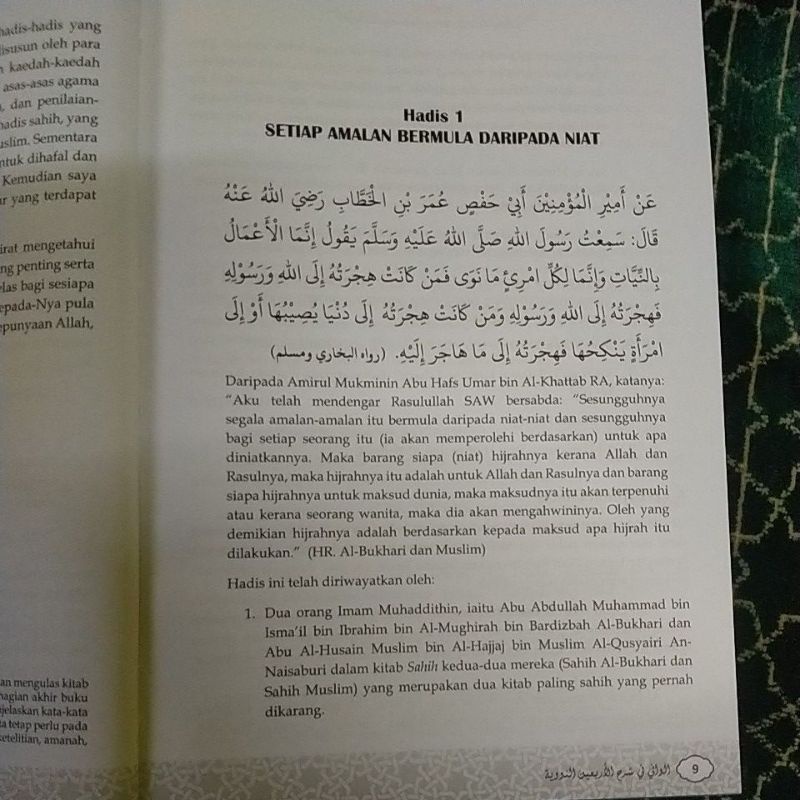 hadis-hadis yang
disusun oleh para
kaedah-kaedah
asas-asas agama
dan penilaian-
hadis sahih, yang
Muslim. Sementara
untuk dihafal dan
Kemudian saya
yang terdapat
mengetahui
penting serta
bagi sesiapa
kepada-Nya pula
kepunyaan Allah,
mengulas kitab
bahagian akhir buku
kata-kata
tetap perlu pada
ketelitian, amanah,
Hadis 1
SETIAP AMALAN BERMULA DARIPADA NIAT
عَنْ أَمِيْرِ الْمُؤْمِنِيْنَ أَبِيْ حَفْصٍ عُمَرَ بْنِ الْخَطَّابِ رَضِيَ اللهُ عَنْهُ
قَالَ: سَمِعْتُ رَسُولَ اللهِ صَلَّى اللهُ عَلَيْهِ وَسَلَّمَ يَقُولُ إِنَّمَا الْأَعْمَالُ
بِالنِّيَّاتِ وَإِنَّمَا لِكُلِّ امْرِئٍ مَا نَوَى فَمَنْ كَانَتْ هِجْرَتُهُ إِلَى اللهِ وَرَسُوْلِهِ
فَهِجْرَتُهُ إِلَى اللهِ وَرَسُوْلِهِ وَمَنْ كَانَتْ هِجْرَتُهُ إِلَى دُنْيَا يُصِيْبُهَا أَوْ إِلَى
امْرَأَةٍ يَنْكِحُهَا فَهِجْرَتُهُ إِلَى مَا هَاجَرَ إِلَيْهِ. (رواه البخاري ومسلم)
Daripada Amirul Mukminin Abu Hafs Umar bin Al-Khattab RA, katanya:
“Aku telah mendengar Rasulullah SAW bersabda: “Sesungguhnya
segala amalan-amalan itu bermula daripada niat-niat dan sesungguhnya
bagi setiap seorang itu (ia akan memperolehi berdasarkan) untuk apa
diniatkannya. Maka barang siapa (niat) hijrahnya kerana Allah dan
Rasulnya, maka hijrahnya itu adalah untuk Allah dan Rasulnya dan barang
siapa hijrahnya untuk maksud dunia, maka maksudnya itu akan terpenuhi
atau kerana seorang wanita, maka dia akan mengahwininya. Oleh yang
demikian hijrahnya adalah berdasarkan kepada maksud apa hijrah itu
dilakukan.” (HR. Al-Bukhari dan Muslim)
Hadis ini telah diriwayatkan oleh:
1. Dua orang Imam Muhaddithin, iaitu Abu Abdullah Muhammad bin
Isma'il bin Ibrahim bin Al-Mughirah bin Bardizbah Al-Bukhari dan
Abu Al-Husain Muslim bin Al-Hajjaj bin Muslim Al-Qusyairi An-
Naisaburi dalam kitab Sahih kedua-dua mereka (Sahih Al-Bukhari dan
Sahih Muslim) yang merupakan dua kitab paling sahih yang pernah
dikarang.
الوافي في شرح الأربعين النووية
9